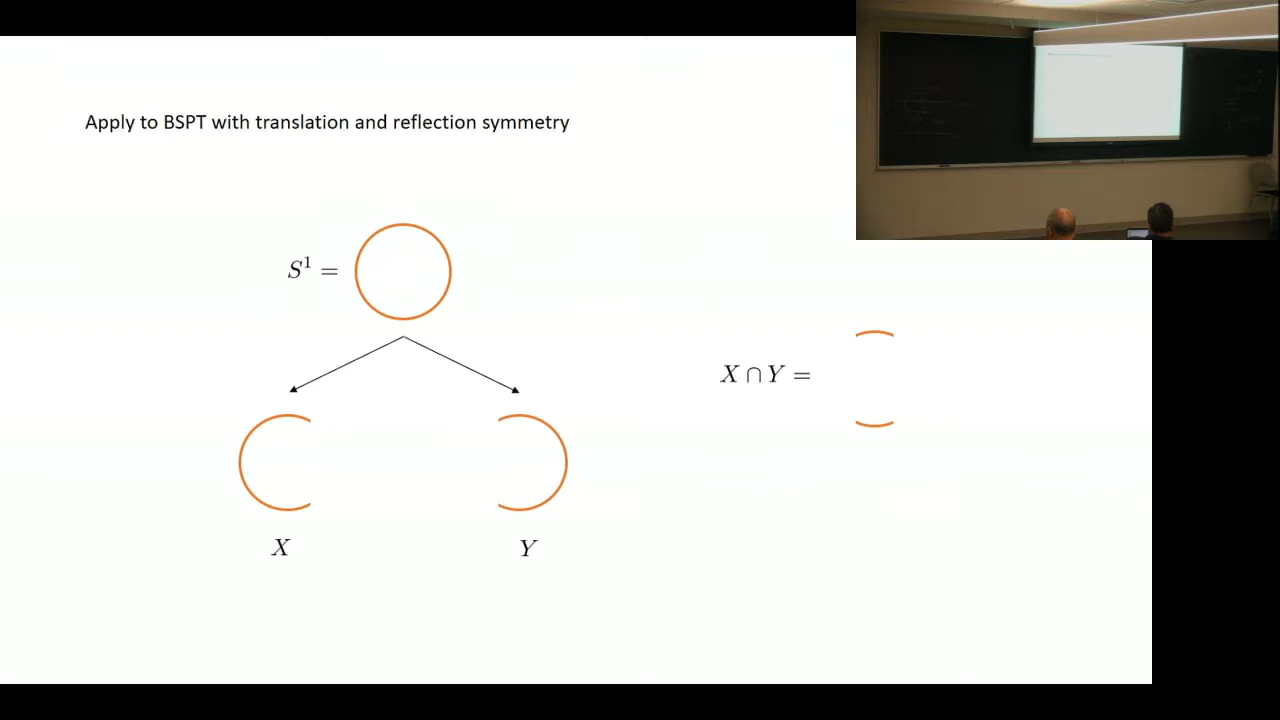 Apply to BSPT with translation and reflection symmetry
S¹ =
X ∩ Y =
X
Y